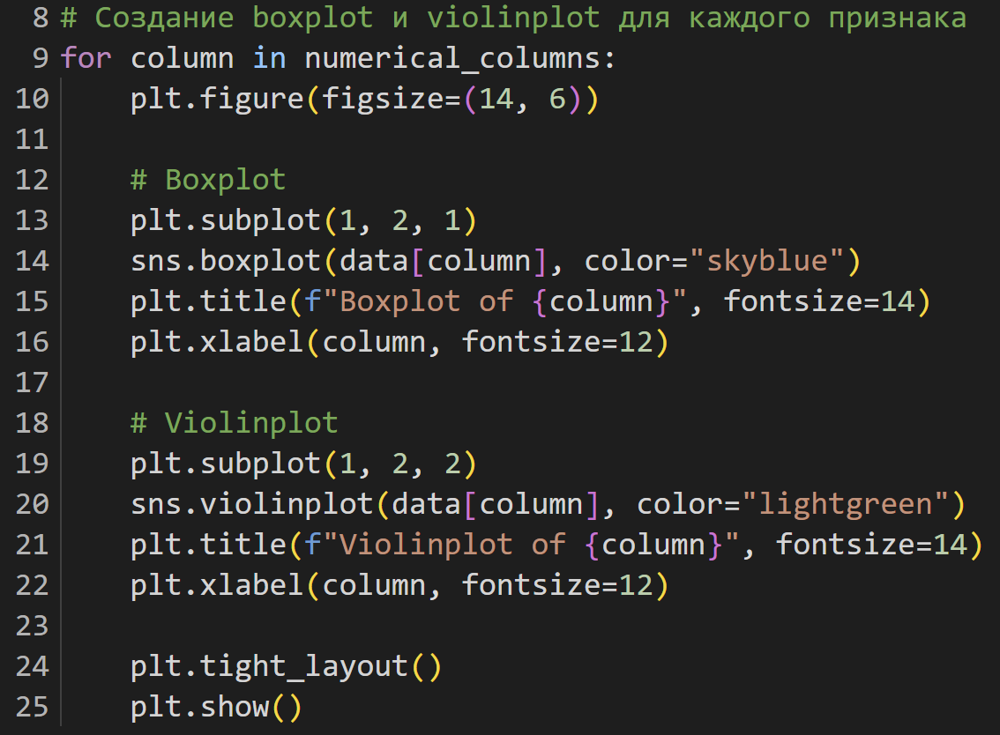 8 # Создание boxplot и violinplot для каждого признака
9 for column in numerical_columns:
10     plt.figure(figsize=(14, 6))
11
12     # Boxplot
13     plt.subplot(1, 2, 1)
14     sns.boxplot(data[column], color="skyblue")
15     plt.title(f"Boxplot of {column}", fontsize=14)
16     plt.xlabel(column, fontsize=12)
17
18     # Violinplot
19     plt.subplot(1, 2, 2)
20     sns.violinplot(data[column], color="lightgreen")
21     plt.title(f"Violinplot of {column}", fontsize=14)
22     plt.xlabel(column, fontsize=12)
23
24     plt.tight_layout()
25     plt.show()